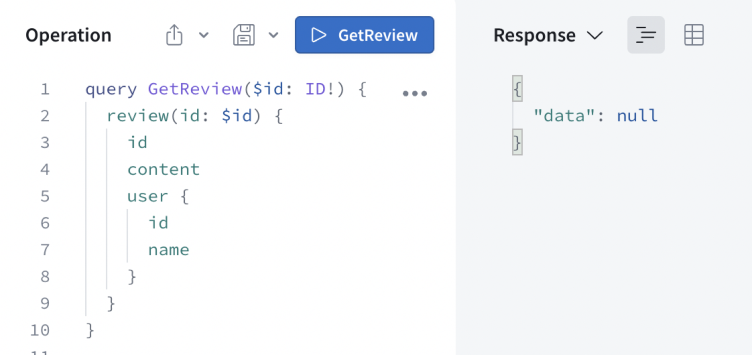 Operation
GetReview
Response
1 query GetReview($id: ID!) {
2 review(id: $id) {
3 id
4 content
5 user {
6 id
7 name
8 }
9 }
10 }
11
{
"data": null
}